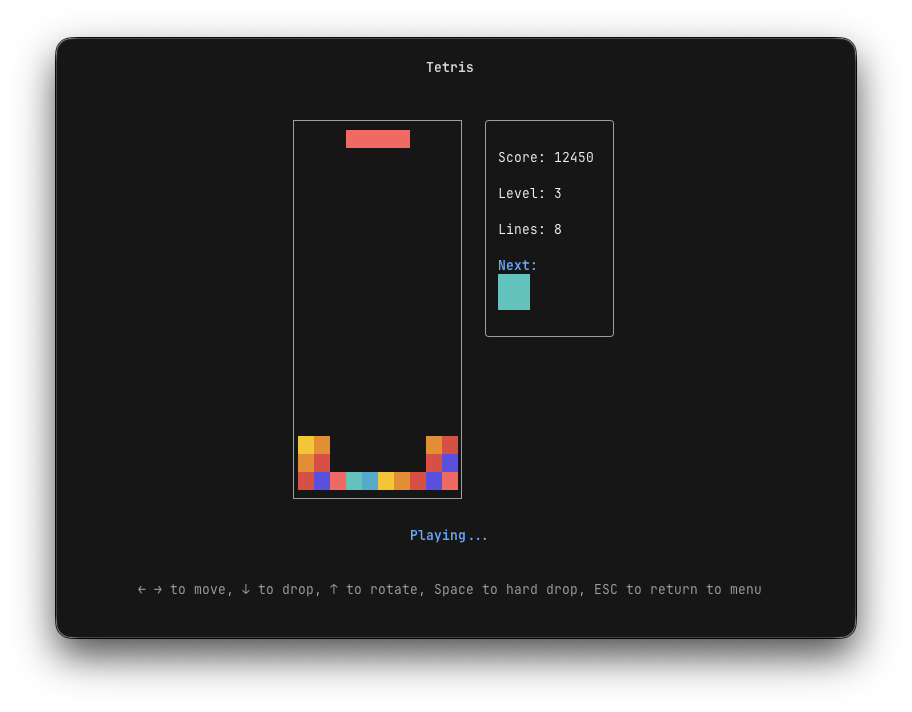 Tetris
Score: 12450
Level: 3
Lines: 8
Next:
Playing...
← → to move, ↓ to drop, ↑ to rotate, Space to hard drop, ESC to return to menu